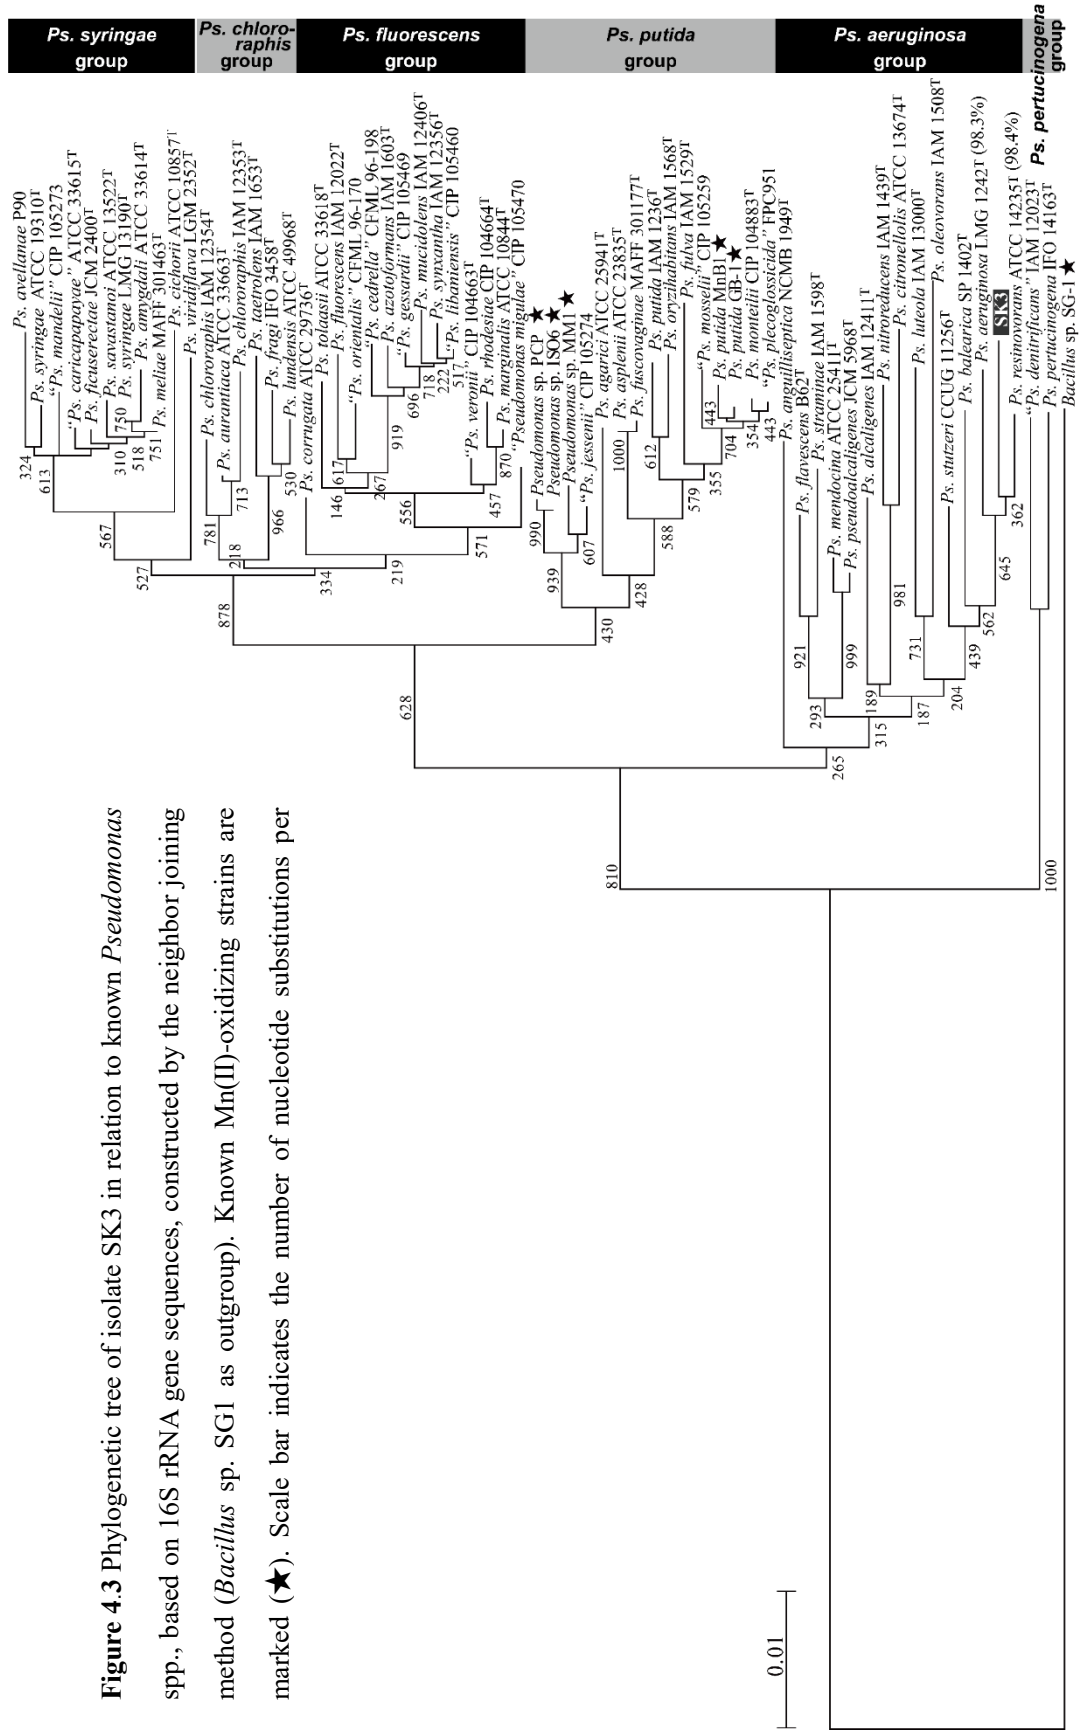 Ps. syringae
group
Ps. chloro-
raphis
group
Ps. fluorescens
group
Ps. putida
group
Ps. aeruginosa
group
Ps. pertucinogena
group
Ps. avellanae P90
Ps. syringae ATCC 19310T
"Ps. mandelii" CIP 105273
"Ps. caricapapayae" ATCC 33615T
Ps. ficuserectae JCM 2400T
Ps. savastanoi ATCC 13522T
Ps. syringae LMG 13190T
Ps. amygdali ATCC 33614T
Ps. meliae MAFF 301463T
Ps. cichorii ATCC 10857T
Ps. viridiflava LGM 2352T
Ps. chlororaphis IAM 12354T
Ps. aurantiaca ATCC 33663T
Ps. chlororaphis IAM 12353T
Ps. taetrolens IAM 1653T
Ps. fragi IFO 3458T
Ps. lundensis ATCC 49968T
Ps. corrugata ATCC 29736T
Ps. tolaasii ATCC 33618T
Ps. fluorescens IAM 12022T
"Ps. orientalis" CFML 96-170
"Ps. cedrella" CFML 96-198
Ps. azotoformans IAM 1603T
"Ps. gessardii" CIP 105469
Ps. mucidolens IAM 12406T
Ps. synxantha IAM 12356T
"Ps. libaniensis" CIP 105460
"Ps. veronii" CIP 104663T
Ps. rhodesiae CIP 104664T
Ps. marginalis ATCC 10844T
"Pseudomonas migulae" CIP 105470
Pseudomonas sp. PCP★
Pseudomonas sp. ISO6 ★
Pseudomonas sp. MM1 ★
"Ps. jessenii" CIP 105274
Ps. agarici ATCC 25941T
Ps. asplenii ATCC 23835T
Ps. fuscovaginae MAFF 301177T
Ps. putida IAM 1236T
Ps. oryzihabitans IAM 1568T
Ps. fulva IAM 1529T
"Ps. mosselii" CIP 105259
Ps. putida MnB1★
Ps. putida GB-1★
Ps. monteilii CIP 104883T
"Ps. plecoglossicida" FPC951
Ps. anguilliseptica NCMB 1949T
Ps. flavescens B62T
Ps. straminae IAM 1598T
Ps. mendocina ATCC 25411T
Ps. pseudoalcaligenes JCM 5968T
Ps. alcaligenes IAM12411T
Ps. nitroreducens IAM 1439T
Ps. citronellolis ATCC 13674T
Ps. luteola IAM 13000T
Ps. oleovorans IAM 1508T
Ps. stutzeri CCUG 11256T
Ps. balearica SP 1402T
Ps. aeruginosa LMG 1242T (98.3%)
SK3
Ps. resinovorans ATCC 14235T (98.4%)
"Ps. denitrificans" IAM 12023T
Ps. pertucinogena IFO 14163T
Bacillus sp. SG-1★
324
613
310
750
518
751
567
527
781
713
218
966
530
878
334
146
617
267
919
696
718
222
517
556
457
870
571
219
990
939
607
430
1000
612
588
428
579
355
443
704
354
443
628
921
293
999
189
981
315
187
731
204
439
562
645
362
265
810
1000
Figure 4.3 Phylogenetic tree of isolate SK3 in relation to known Pseudomonas
spp., based on 16S rRNA gene sequences, constructed by the neighbor joining
method (Bacillus sp. SG1 as outgroup). Known Mn(II)-oxidizing strains are
marked (★). Scale bar indicates the number of nucleotide substitutions per
0.01